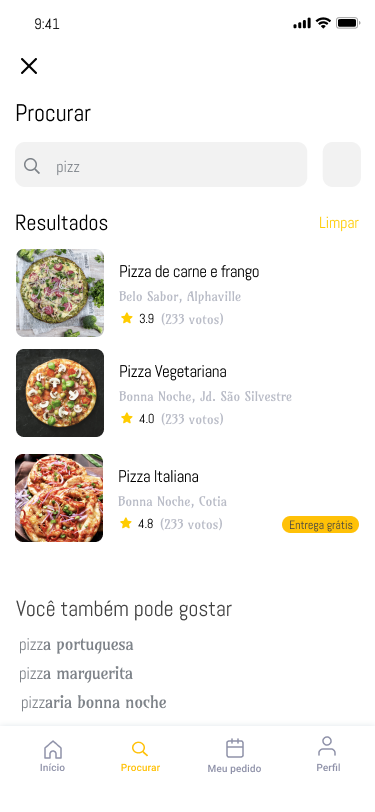 9:41
Procurar
pizz
Resultados
Limpar
Pizza de carne e frango
Belo Sabor, Alphaville
3.9 (233 votos)
Pizza Vegetariana
Bonna Noche, Jd. São Silvestre
4.0 (233 votos)
Pizza Italiana
Bonna Noche, Cotia
4.8 (233 votos)
Entrega grátis
Você também pode gostar
pizza portuguesa
pizza marguerita
pizzaria bonna noche
Início
Procurar
Meu pedido
Perfil